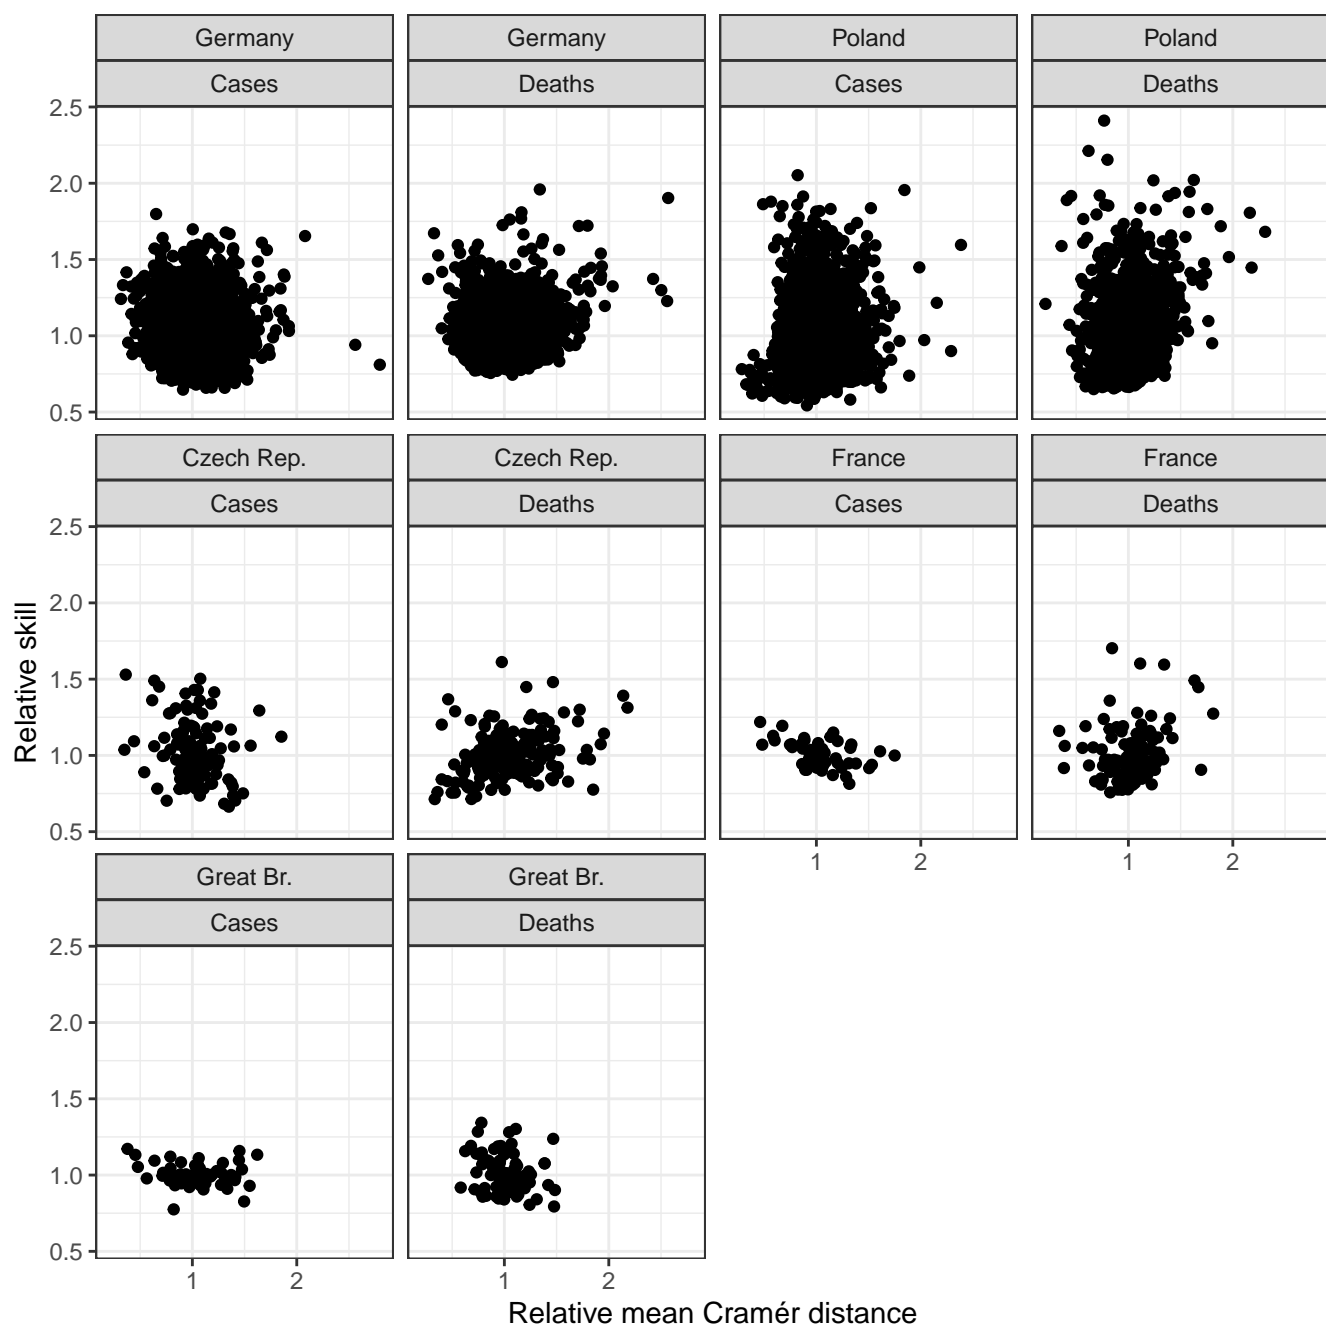 Germany Germany Poland Poland
Cases Deaths Cases Deaths
2.5
2.0
1.5
1.0
0.5
Czech Rep. Czech Rep. France France
Cases Deaths Cases Deaths
2.5
2.0
1.5
1.0
0.5
1 2 1 2
Great Br. Great Br.
Cases Deaths
2.5
2.0
1.5
1.0
0.5
1 2 1 2
Relative mean Cramér distance
Relative skill